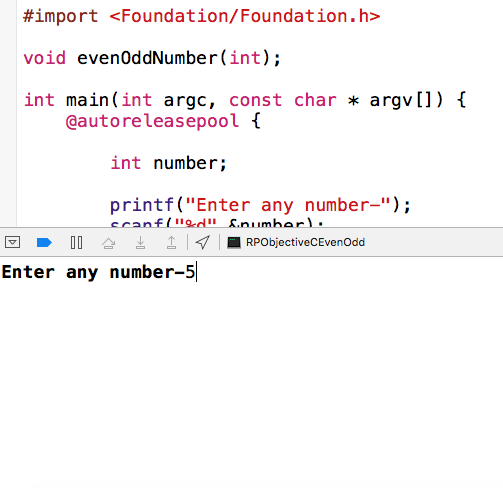 #import <Foundation/Foundation.h>
void evenOddNumber(int);
int main(int argc, const char * argv[]) {
@autoreleasepool {
int number;
printf("Enter any number-");
scanf("%d" &number);
RPObjectiveCEvenOdd
Enter any number-5